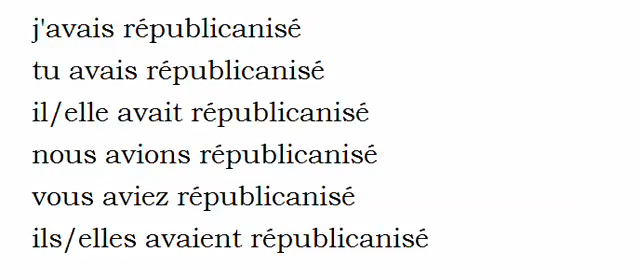 j'avais républicanisé
tu avais républicanisé
il/elle avait républicanisé
nous avions républicanisé
vous aviez républicanisé
ils/elles avaient républicanisé